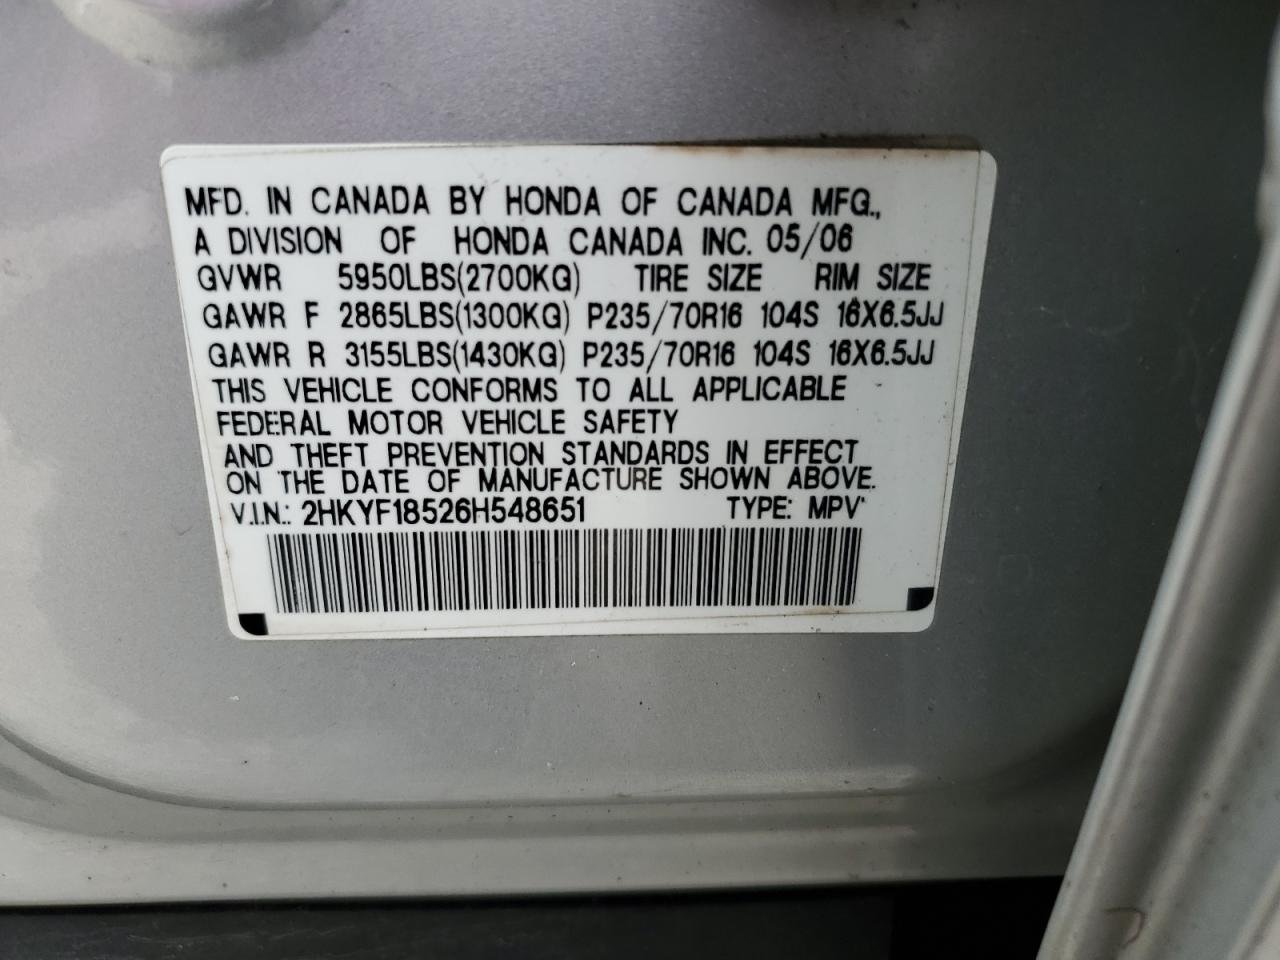 MFD. IN CANADA BY HONDA OF CANADA MFG.,
A DIVISION OF HONDA CANADA INC. 05/06
GVWR 5950LBS(2700KG) TIRE SIZE RIM SIZE
GAWR F 2865LBS(1300KG) P235/70R16 104S 16X6.5JJ
GAWR R 3155LBS(1430KG) P235/70R16 104S 16X6.5JJ
THIS VEHICLE CONFORMS TO ALL APPLICABLE
FEDERAL MOTOR VEHICLE SAFETY
AND THEFT PREVENTION STANDARDS IN EFFECT
ON THE DATE OF MANUFACTURE SHOWN ABOVE.
V.I.N.: 2HKYF18526H548651 TYPE: MPV